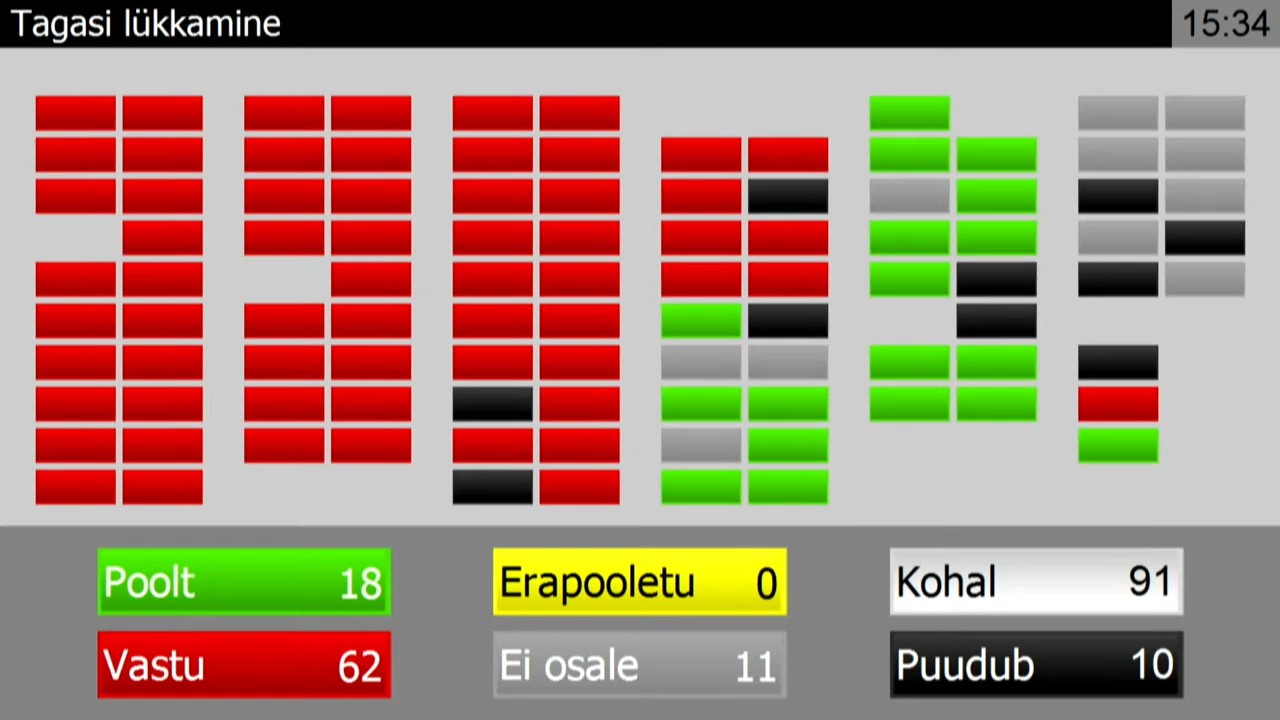 Tagasi lükkamine 15:34
Poolt 18 Erapooletu 0 Kohal 91
Vastu 62 Ei osale 11 Puudub 10